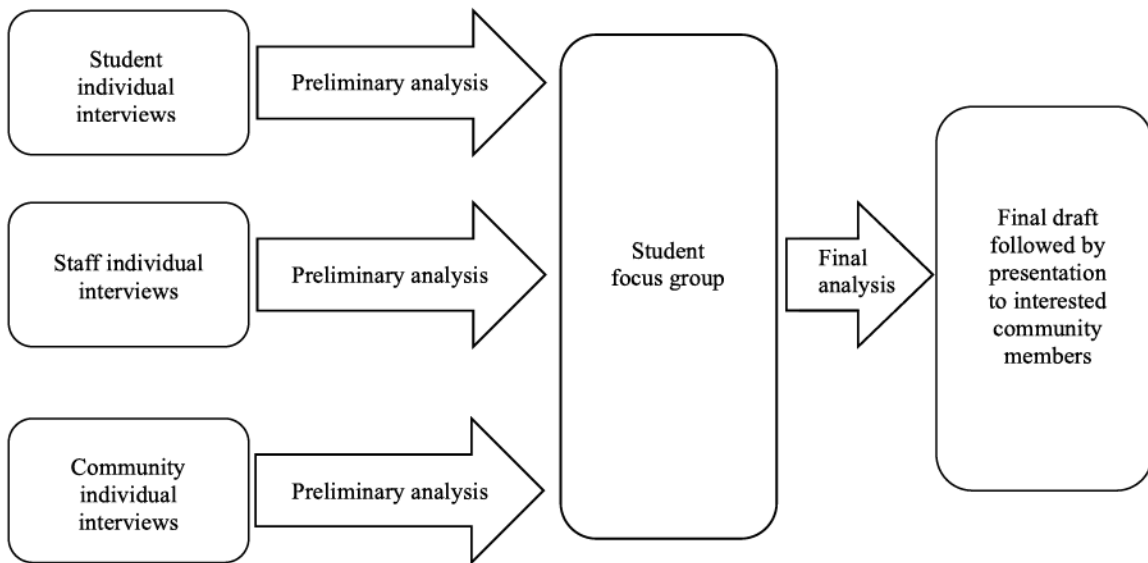 Student
individual
interviews
Preliminary analysis
Staff individual
interviews
Preliminary analysis
Community
individual
interviews
Preliminary analysis
Student
focus group
Final
analysis
Final draft
followed by
presentation
to interested
community
members